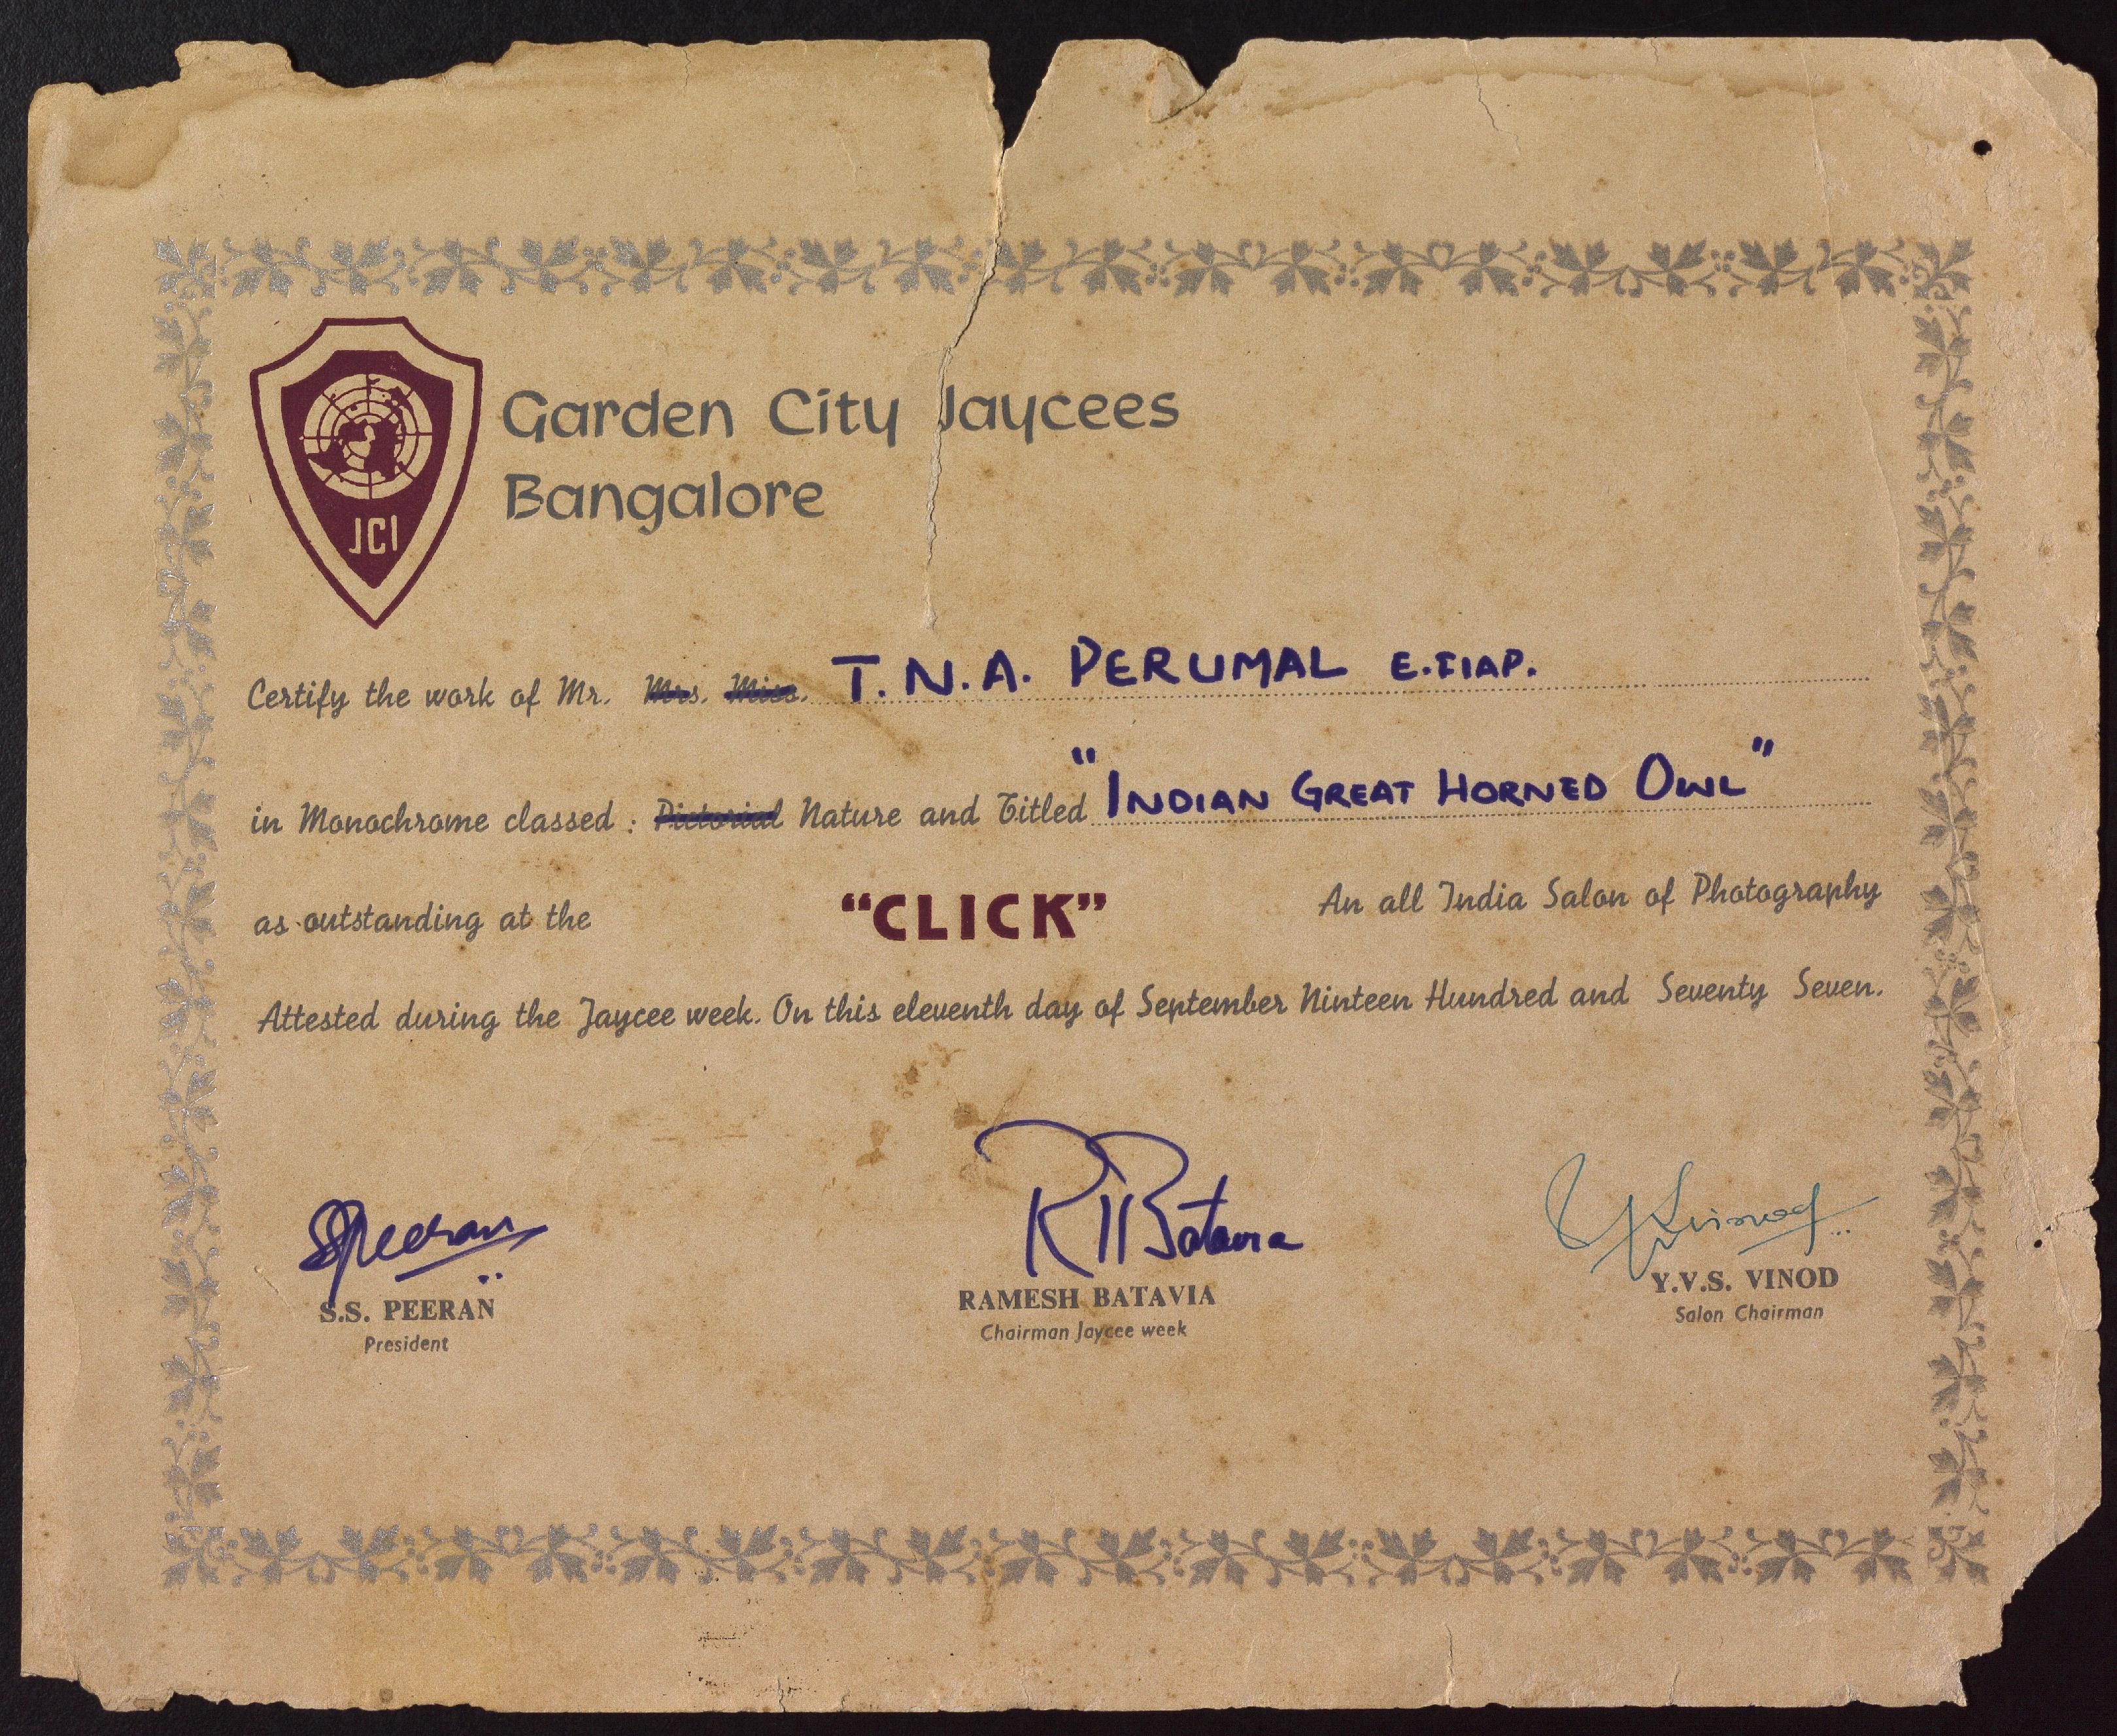 JCI
Garden City Jaycees
Bangalore
Certify the work of Mr. Mrs. Miss. T.N.A. PERUMAL E.FIAP.
in Monochrome classed : Pictorial Nature and Titled "INDIAN GREAT HORNED OWL"
as outstanding at the "CLICK" An all India Salon of Photography
Attested during the Jaycee week. On this eleventh day of September Ninteen Hundred and Seventy Seven.
SPeeran RBatavia YVSVinod
S.S. PEERAN RAMESH BATAVIA Y.V.S. VINOD
President Chairman Jaycee week Salon Chairman